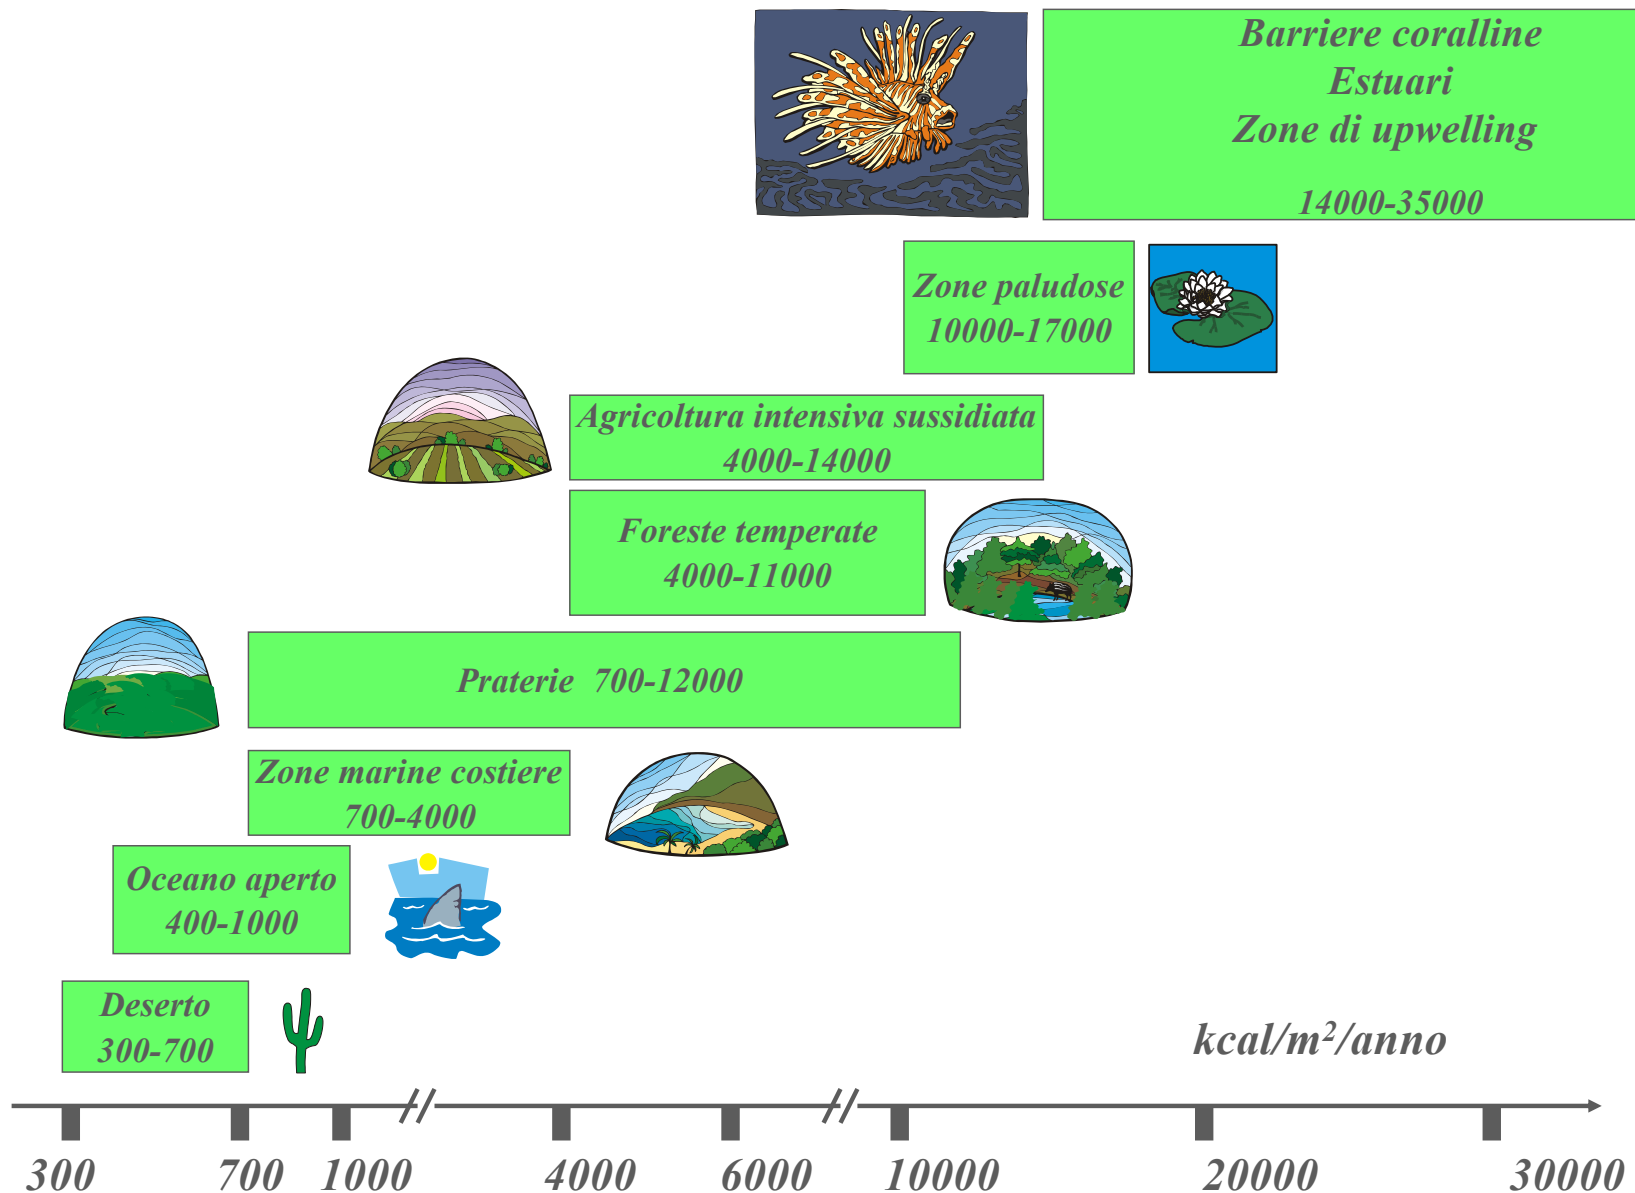 Barriere coralline
Estuari
Zone di upwelling
14000-35000
Zone paludose
10000-17000
Agricoltura intensiva sussidiata
4000-14000
Foreste temperate
4000-11000
Praterie 700-12000
Zone marine costiere
700-4000
Oceano aperto
400-1000
Deserto
300-700
kcal/m²/anno
300 700 1000 4000 6000 10000 20000 30000